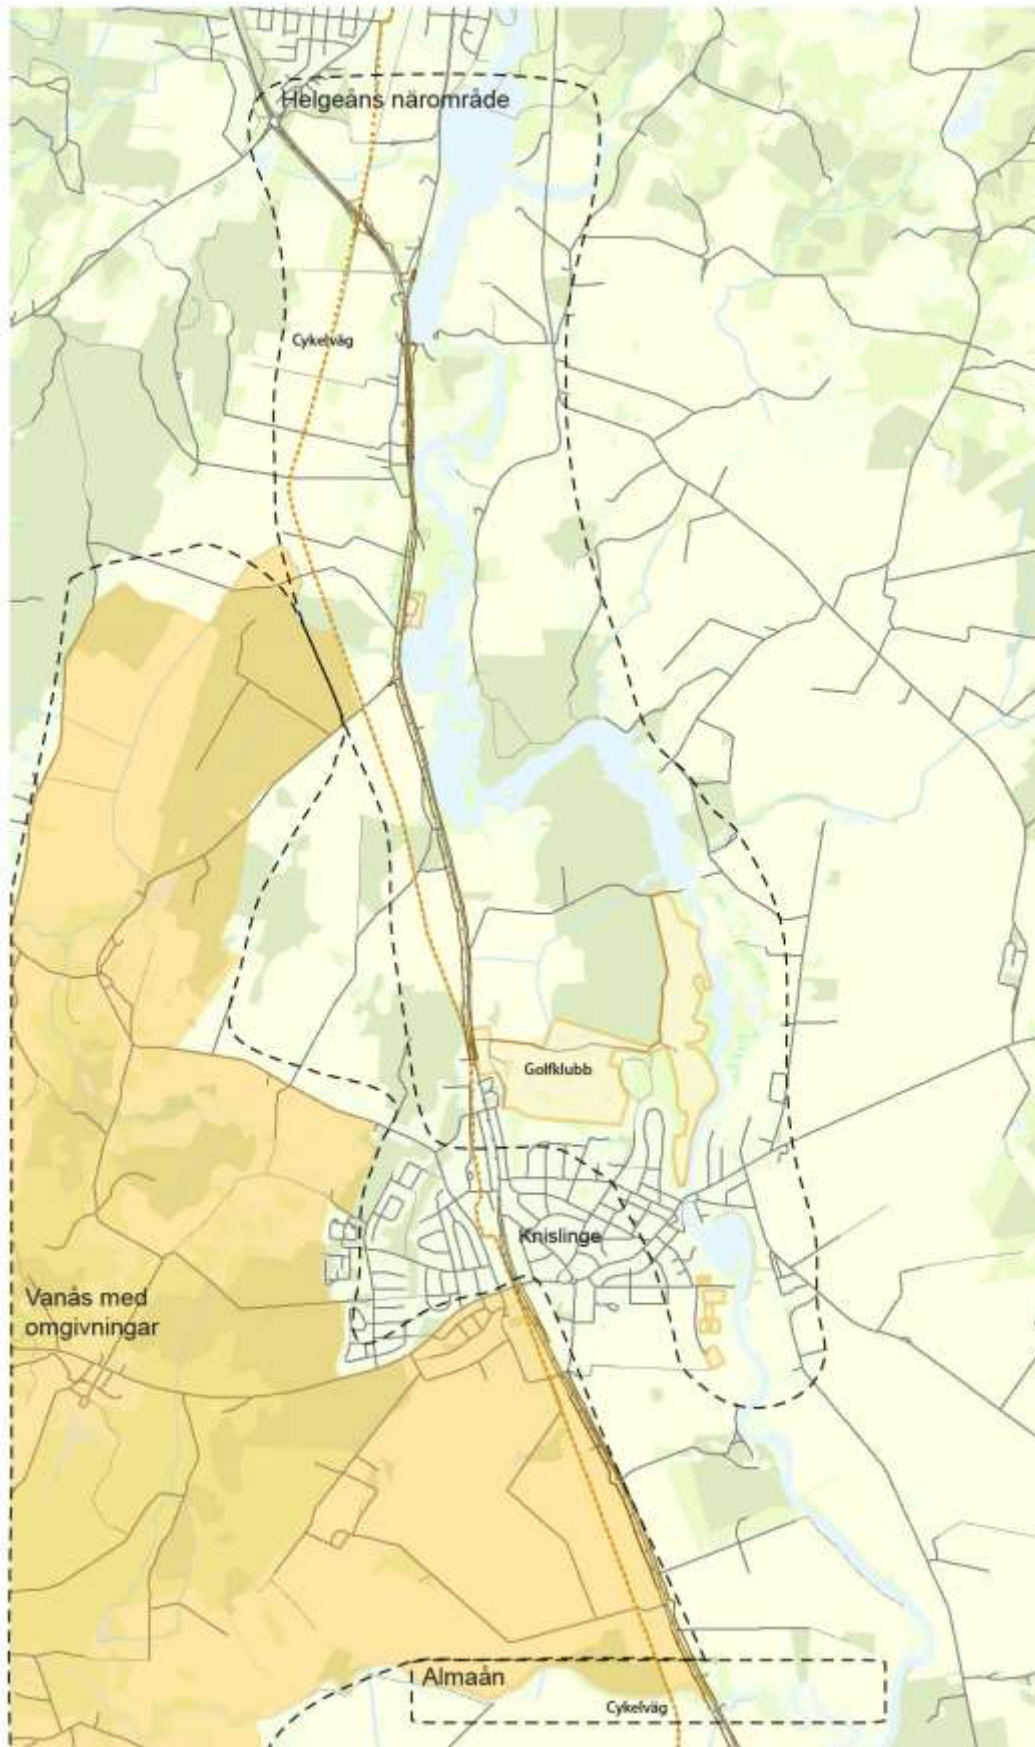 Helgeåns närområde
Cykelväg
Golfklubb
Knislinge
Vanås med
omgivningar
Almaån
Cykelväg